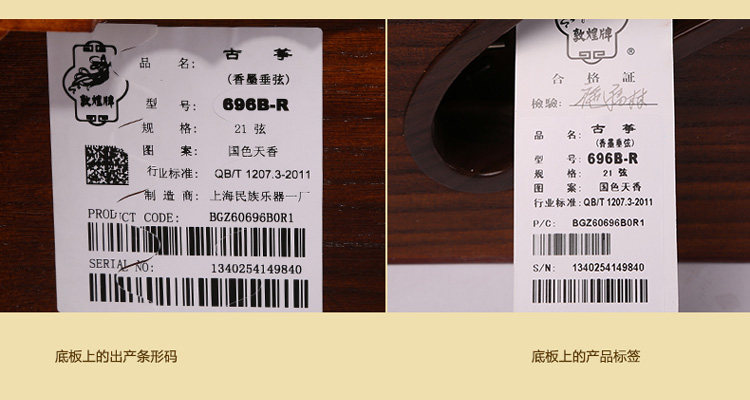 敦煌牌
品 名： 古 筝
(香墨垂弦)
型 号： 696B-R
规 格： 21 弦
图 案： 国色天香
行业标准： QB/T 1207.3-2011
制 造 商： 上海民族乐器一厂
PRODUCT CODE: BGZ60696B0R1
SERIAL NO: 1340254149840
敦煌牌
®
合 格 証
檢驗：
品 名： 古 筝
(香墨垂弦)
型 号： 696B-R
规 格： 21 弦
图 案： 国色天香
行业标准： QB/T 1207.3-2011
P/C: BGZ60696B0R1
S/N: 1340254149840
底板上的出产条形码
底板上的产品标签